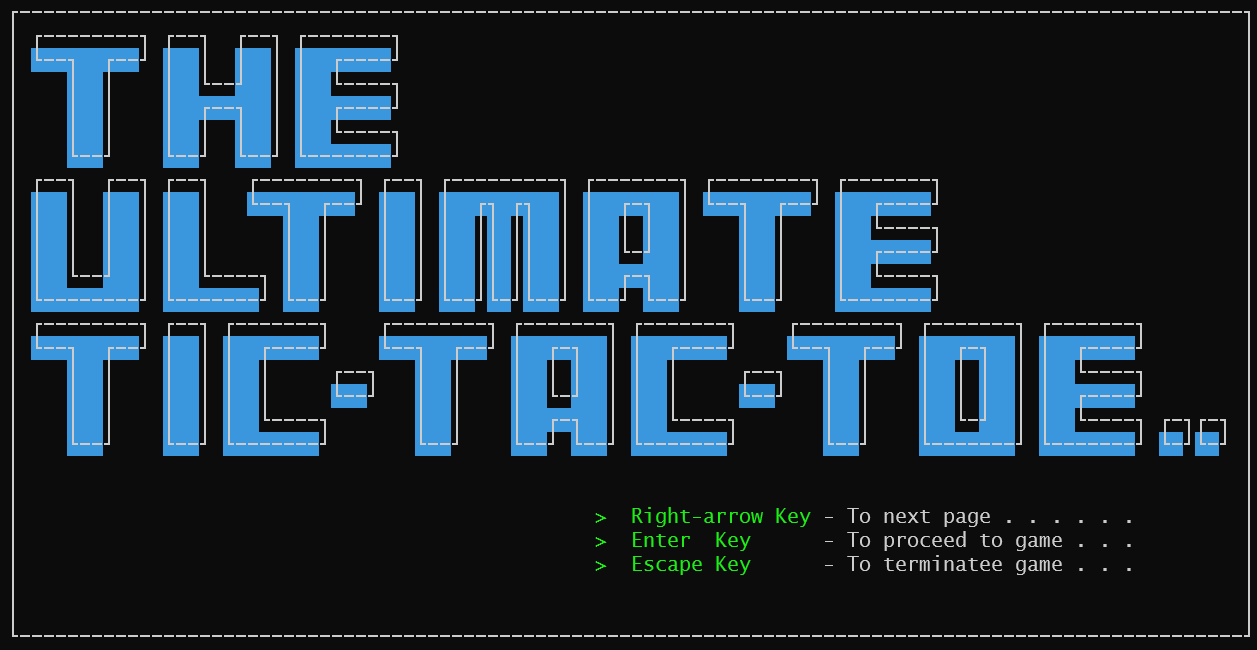 THE
ULTIMATE
TIC-TAC-TOE..
> Right-arrow Key - To next page . . . . . .
> Enter  Key      - To proceed to game . . .
> Escape Key      - To terminatee game . . .